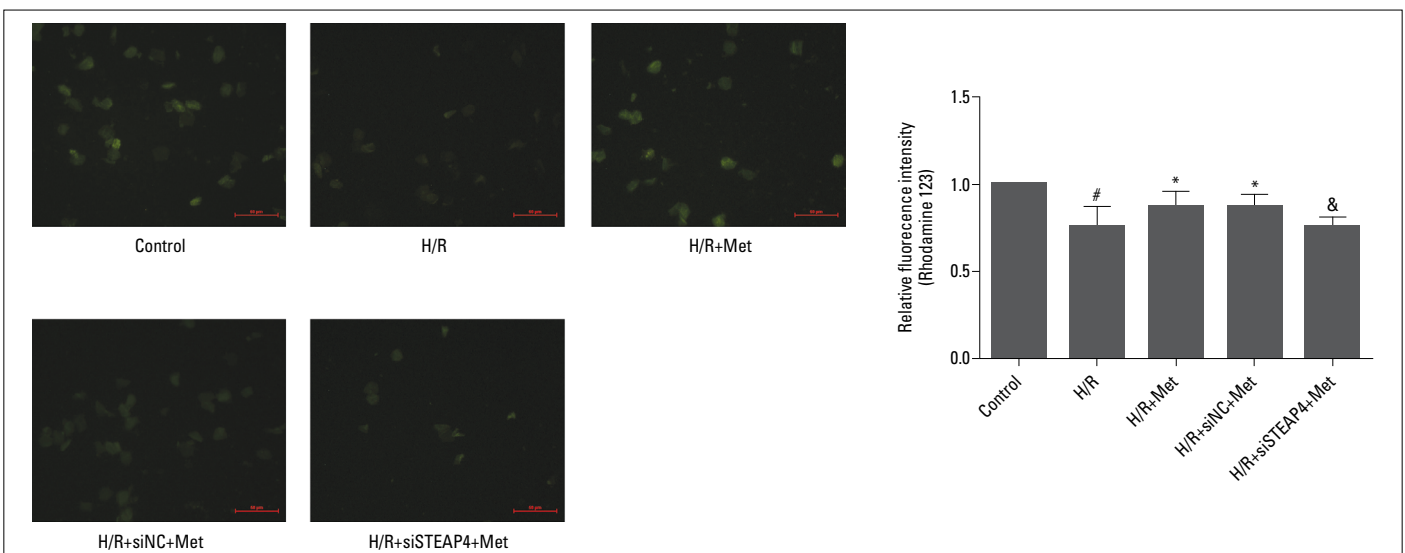 Control
H/R
H/R+Met
H/R+siNC+Met
H/R+siSTEAP4+Met
Relative fluorecence intensity
(Rhodamine 123)
1.5
1.0
0.5
0.0
#
*
*
&
Control
H/R
H/R+Met
H/R+siNC+Met
H/R+siSTEAP4+Met